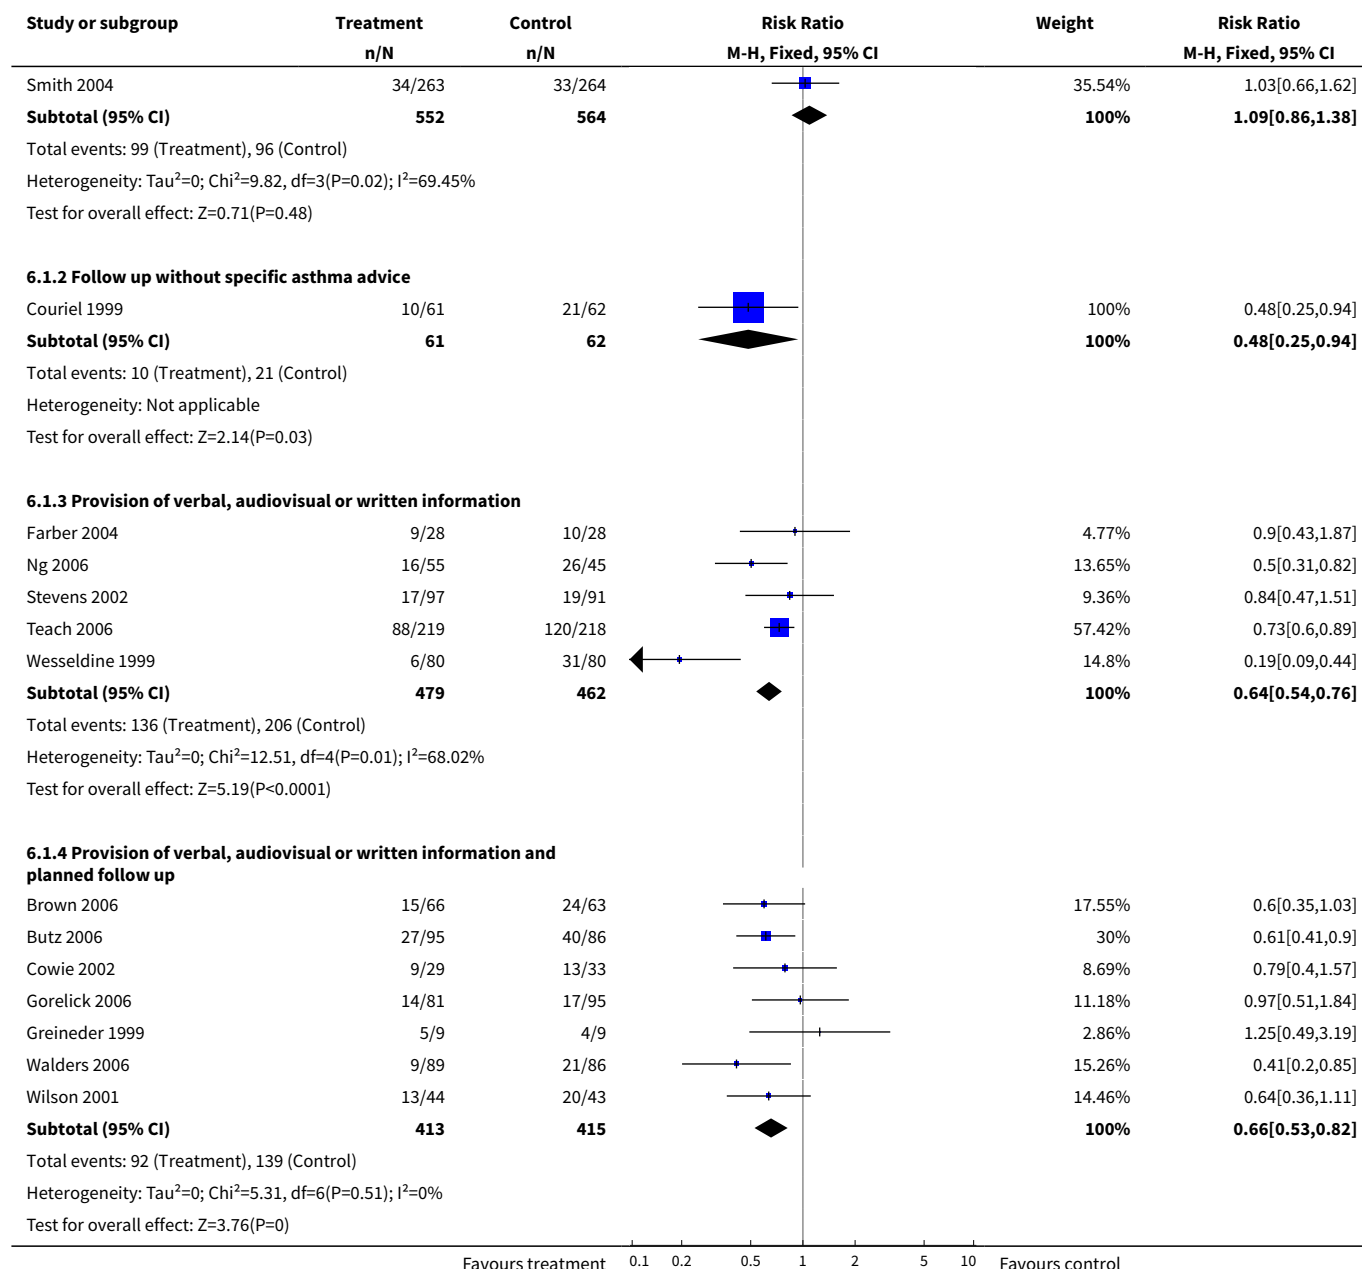 Study or subgroup Treatment Control Risk Ratio Weight Risk Ratio
n/N n/N M-H, Fixed, 95% CI M-H, Fixed, 95% CI
Smith 2004 34/263 33/264 35.54% 1.03[0.66,1.62]
Subtotal (95% CI) 552 564 100% 1.09[0.86,1.38]
Total events: 99 (Treatment), 96 (Control)
Heterogeneity: Tau²=0; Chi²=9.82, df=3(P=0.02); I²=69.45%
Test for overall effect: Z=0.71(P=0.48)
6.1.2 Follow up without specific asthma advice
Couriel 1999 10/61 21/62 100% 0.48[0.25,0.94]
Subtotal (95% CI) 61 62 100% 0.48[0.25,0.94]
Total events: 10 (Treatment), 21 (Control)
Heterogeneity: Not applicable
Test for overall effect: Z=2.14(P=0.03)
6.1.3 Provision of verbal, audiovisual or written information
Farber 2004 9/28 10/28 4.77% 0.9[0.43,1.87]
Ng 2006 16/55 26/45 13.65% 0.5[0.31,0.82]
Stevens 2002 17/97 19/91 9.36% 0.84[0.47,1.51]
Teach 2006 88/219 120/218 57.42% 0.73[0.6,0.89]
Wesseldine 1999 6/80 31/80 14.8% 0.19[0.09,0.44]
Subtotal (95% CI) 479 462 100% 0.64[0.54,0.76]
Total events: 136 (Treatment), 206 (Control)
Heterogeneity: Tau²=0; Chi²=12.51, df=4(P=0.01); I²=68.02%
Test for overall effect: Z=5.19(P<0.0001)
6.1.4 Provision of verbal, audiovisual or written information and
planned follow up
Brown 2006 15/66 24/63 17.55% 0.6[0.35,1.03]
Butz 2006 27/95 40/86 30% 0.61[0.41,0.9]
Cowie 2002 9/29 13/33 8.69% 0.79[0.4,1.57]
Gorelick 2006 14/81 17/95 11.18% 0.97[0.51,1.84]
Greineder 1999 5/9 4/9 2.86% 1.25[0.49,3.19]
Walders 2006 9/89 21/86 15.26% 0.41[0.2,0.85]
Wilson 2001 13/44 20/43 14.46% 0.64[0.36,1.11]
Subtotal (95% CI) 413 415 100% 0.66[0.53,0.82]
Total events: 92 (Treatment), 139 (Control)
Heterogeneity: Tau²=0; Chi²=5.31, df=6(P=0.51); I²=0%
Test for overall effect: Z=3.76(P=0)
Favours treatment 0.1 0.2 0.5 1 2 5 10 Favours control